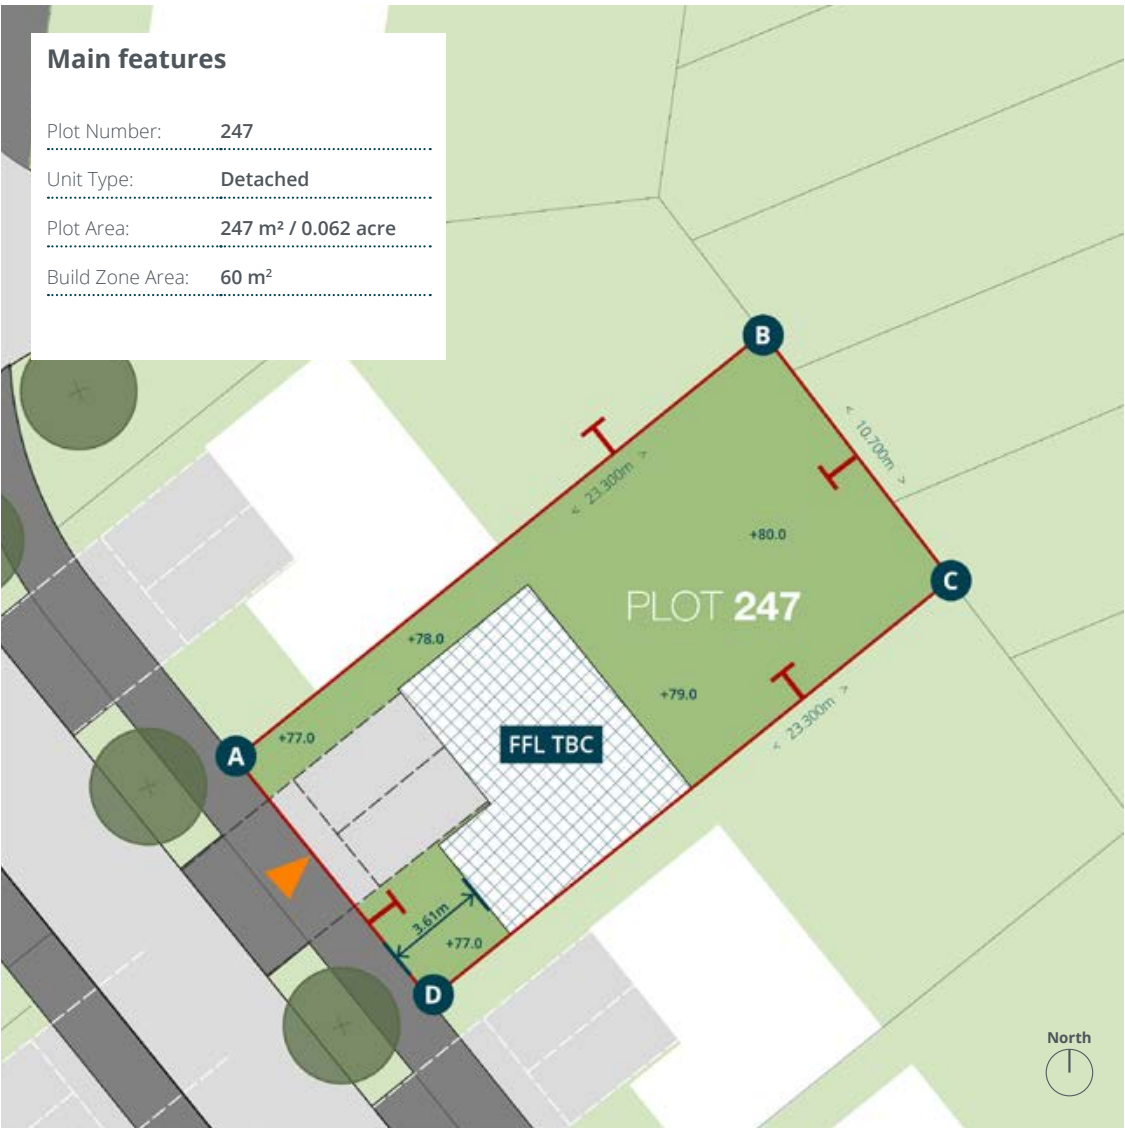 Main features
Plot Number: 247
Unit Type: Detached
Plot Area: 247 m² / 0.062 acre
Build Zone Area: 60 m²
B
< 10.700m >
< 23.300m >
+80.0
C
PLOT 247
+78.0
+79.0
< 23.300m >
+77.0
FFL TBC
A
3.61m
+77.0
D
North